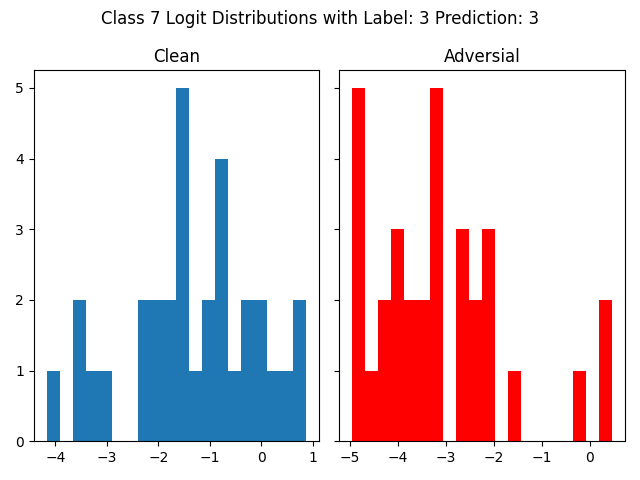 Class 7 Logit Distributions with Label: 3 Prediction: 3
Clean
Adversial
5
4
3
2
1
0
−4 −3 −2 −1 0 1
−5 −4 −3 −2 −1 0